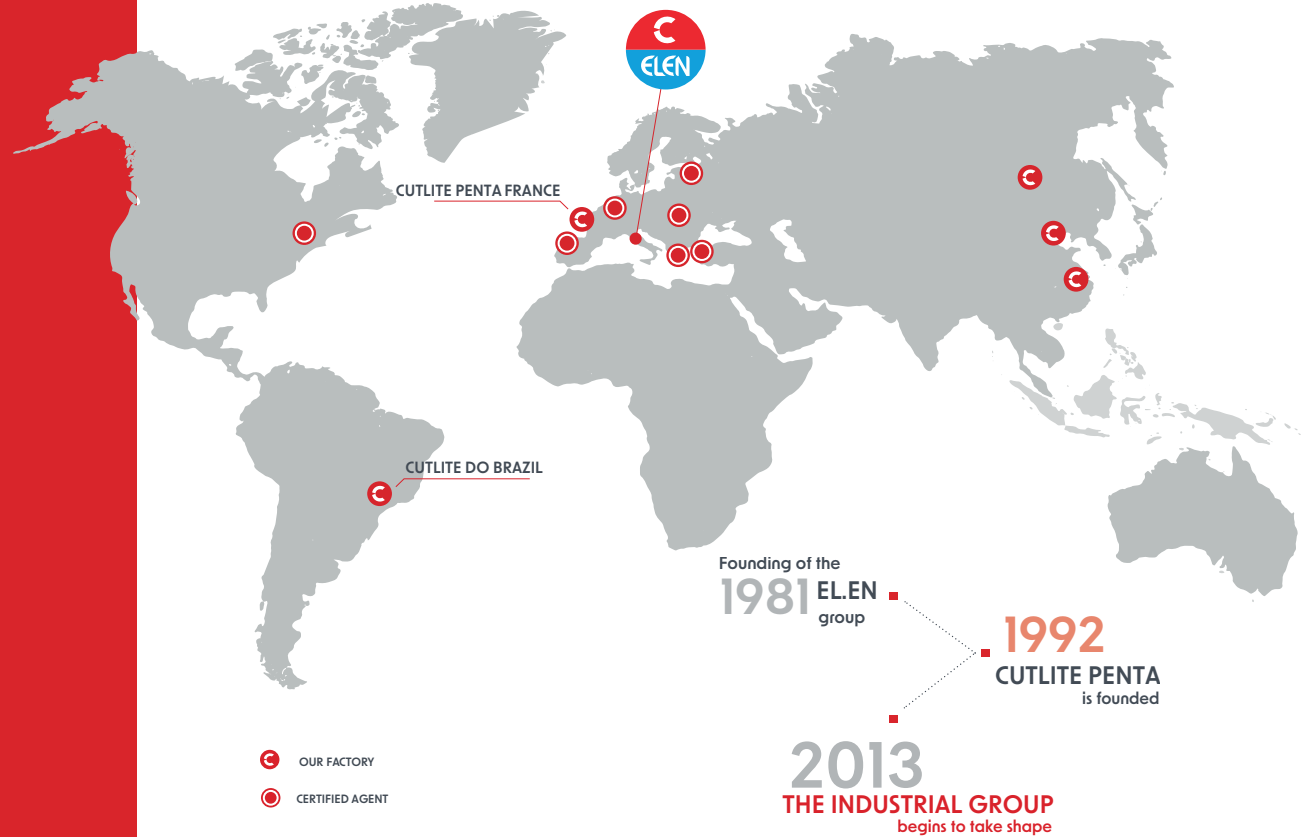 ELEN
CUTLITE PENTA FRANCE
CUTLITE DO BRAZIL
Founding of the
1981 EL.EN
group
1992
CUTLITE PENTA
is founded
2013
THE INDUSTRIAL GROUP
begins to take shape
OUR FACTORY
CERTIFIED AGENT